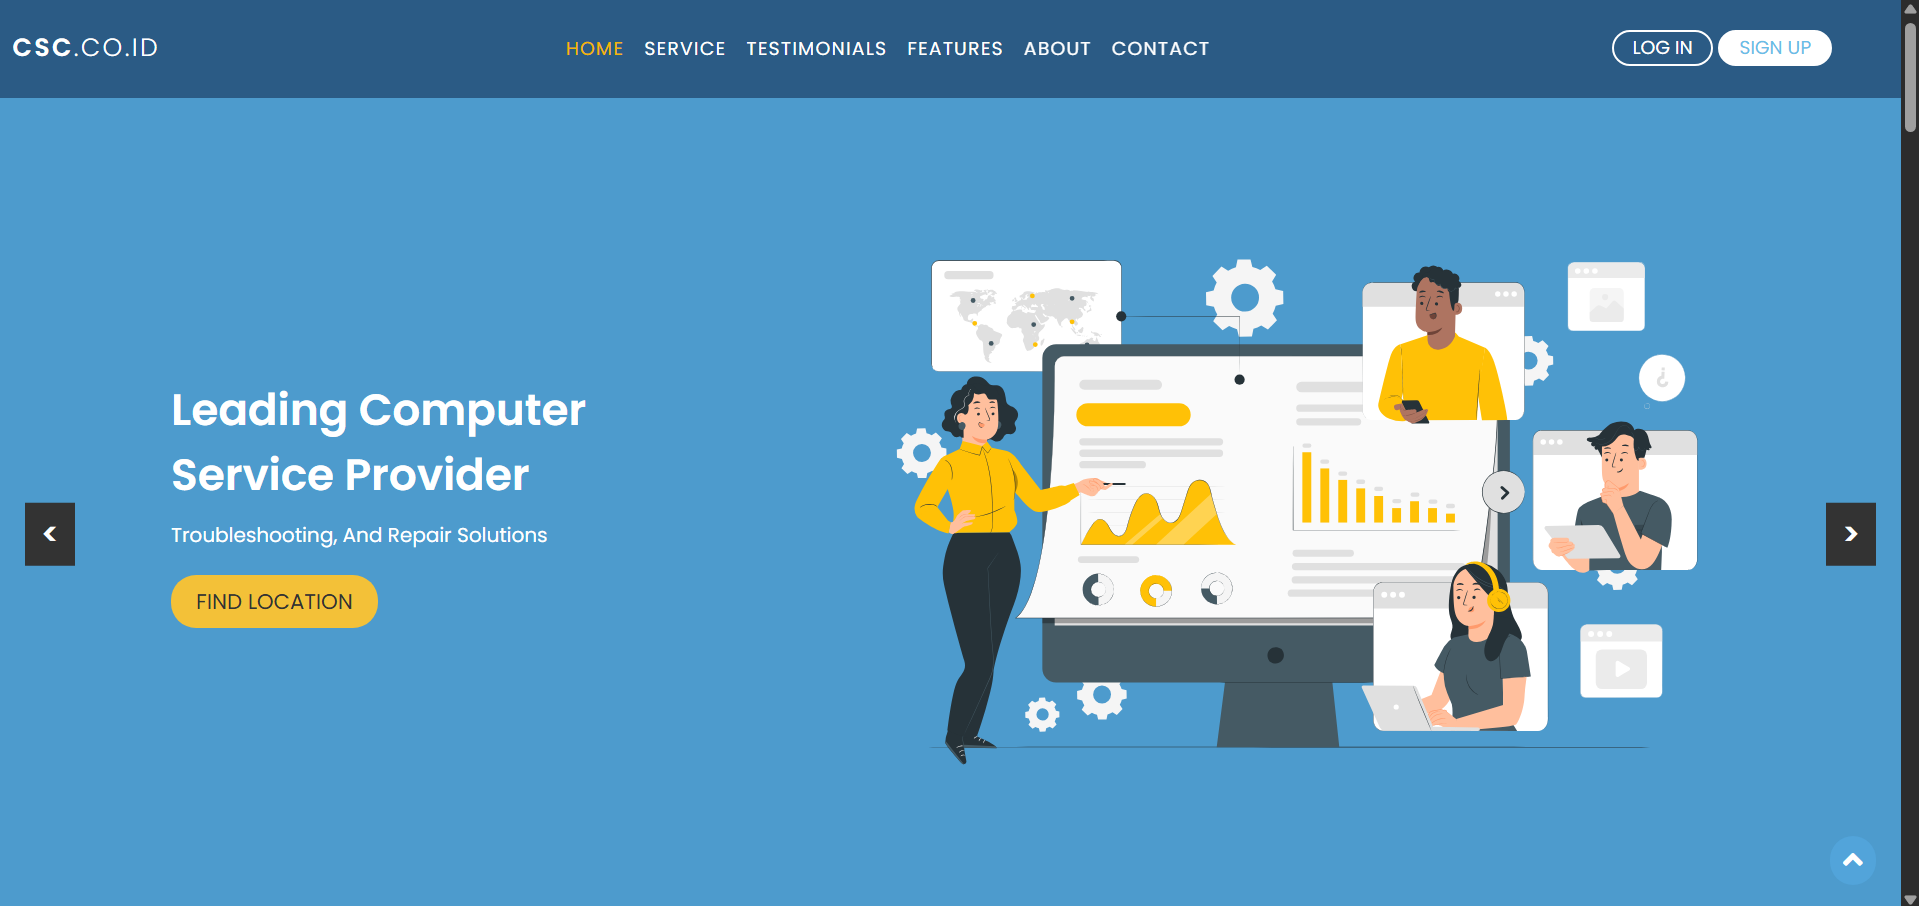 CSC.CO.ID
HOME SERVICE TESTIMONIALS FEATURES ABOUT CONTACT
LOG IN SIGN UP
Leading Computer
Service Provider
Troubleshooting, And Repair Solutions
FIND LOCATION